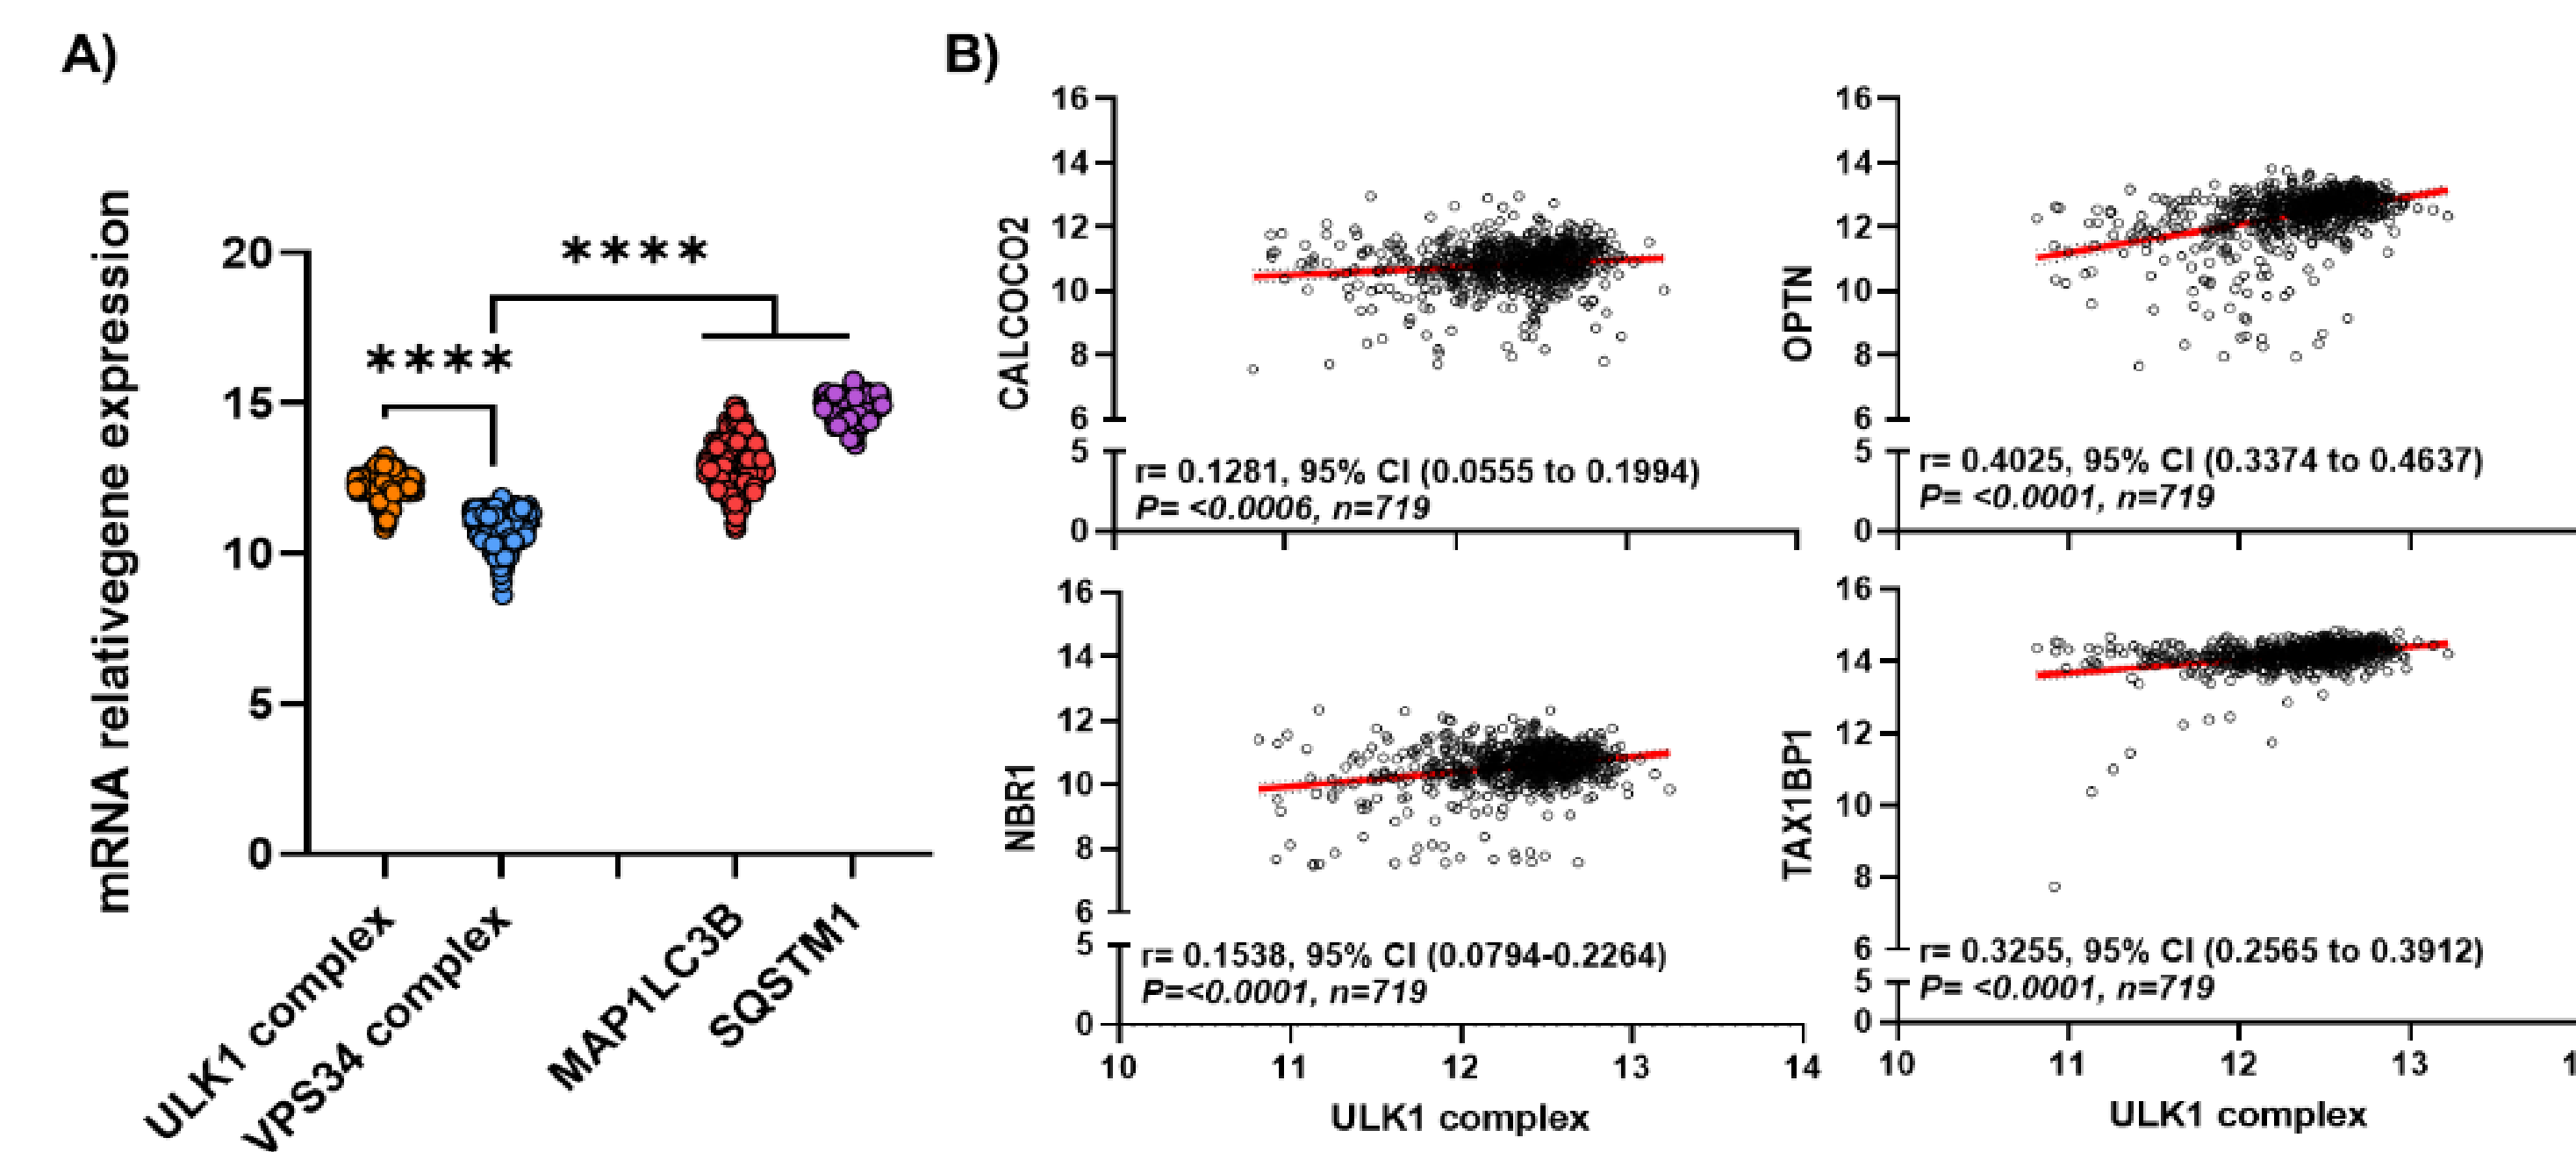 A)
mRNA relativegene expression
20
15
10
5
0
****
****
ULK1 complex
VPS34 complex
MAP1LC3B
SQSTM1
B)
CALCOCO2
16
14
12
10
8
6
5
0
r= 0.1281, 95% CI (0.0555 to 0.1994)
P= <0.0006, n=719
OPTN
16
14
12
10
8
6
5
0
r= 0.4025, 95% CI (0.3374 to 0.4637)
P= <0.0001, n=719
NBR1
16
14
12
10
8
6
5
0
r= 0.1538, 95% CI (0.0794-0.2264)
P=<0.0001, n=719
10 11 12 13 14
ULK1 complex
TAX1BP1
16
14
12
10
8
6
5
0
r= 0.3255, 95% CI (0.2565 to 0.3912)
P= <0.0001, n=719
10 11 12 13
ULK1 complex